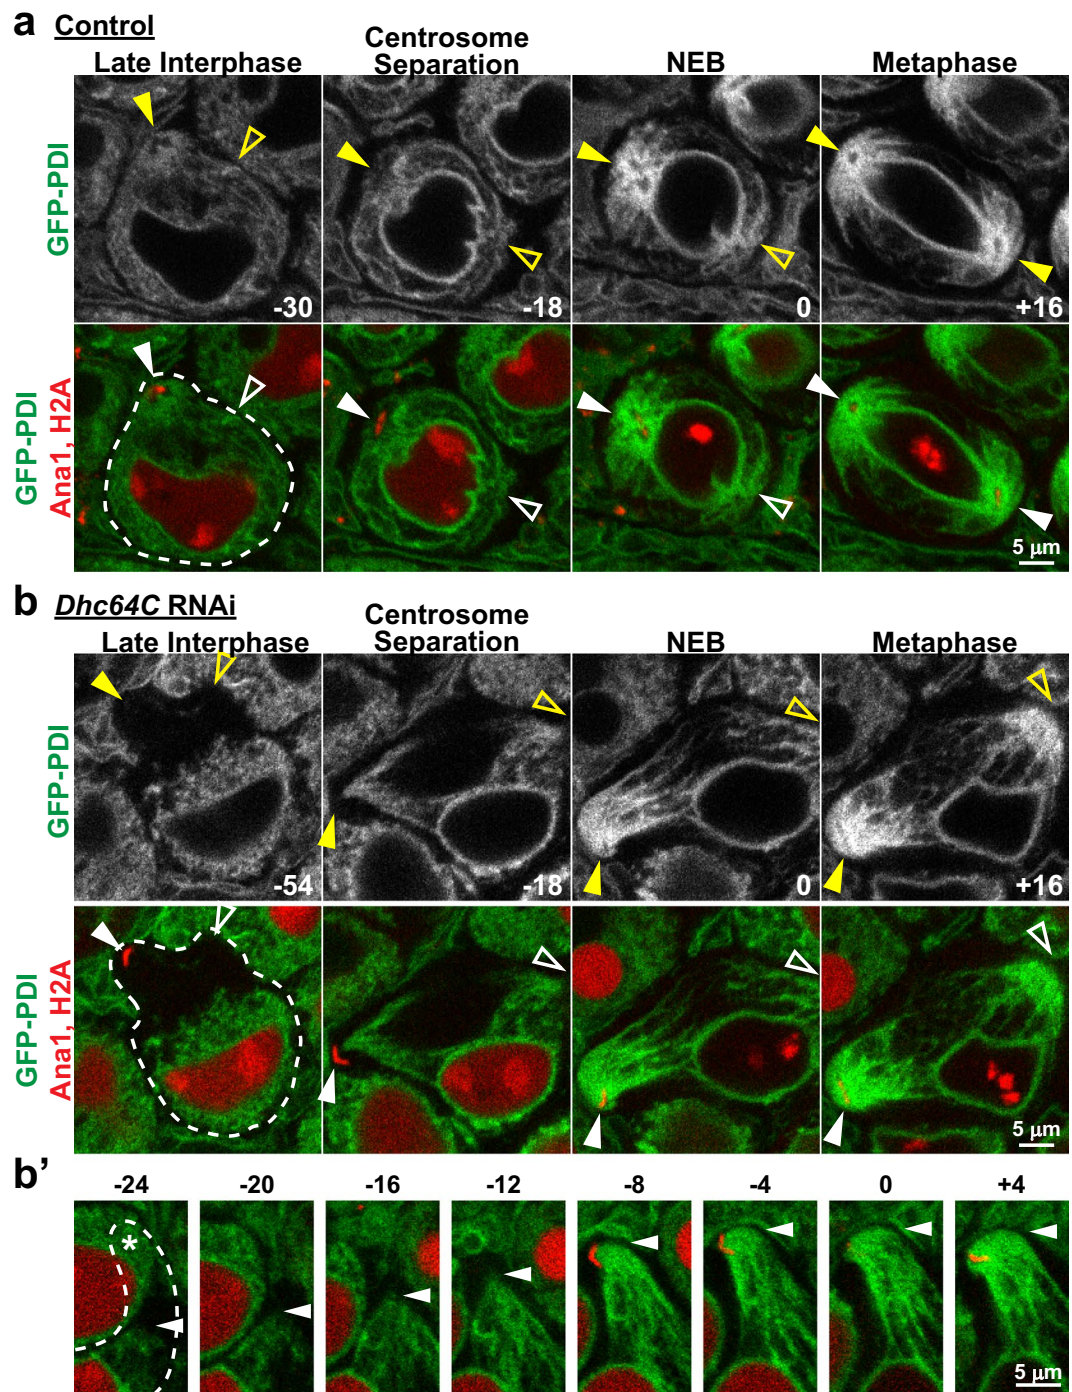 a Control
Late Interphase
Centrosome
Separation
NEB
Metaphase
GFP-PDI
-30
-18
0
+16
GFP-PDI
Ana1, H2A
5 µm
b Dhc64C RNAi
Late Interphase
Centrosome
Separation
NEB
Metaphase
GFP-PDI
-54
-18
0
+16
GFP-PDI
Ana1, H2A
5 µm
b’
-24
-20
-16
-12
-8
-4
0
+4
*
5 µm